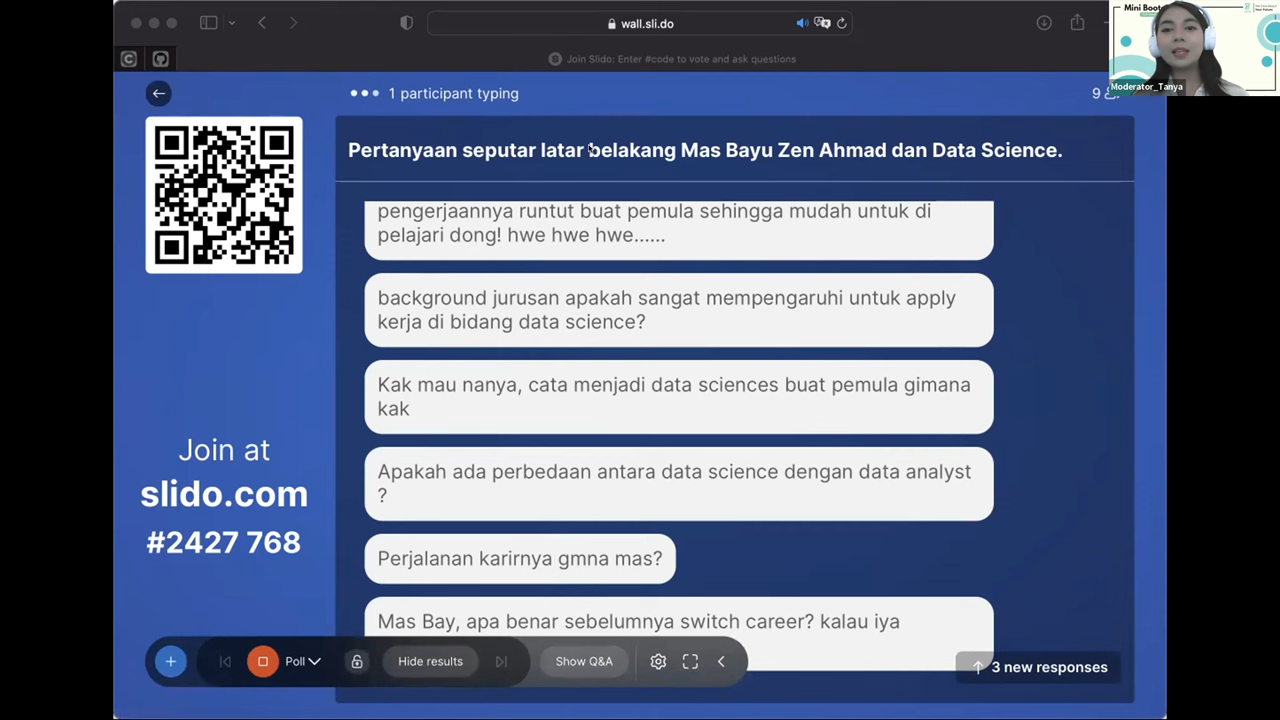 wall.sli.do
Join Slido: Enter #code to vote and ask questions
Mini Boot
Moderator_Tanya
1 participant typing
9
Pertanyaan seputar latar belakang Mas Bayu Zen Ahmad dan Data Science.
pengerjaannya runtut buat pemula sehingga mudah untuk di
pelajari dong! hwe hwe hwe......
background jurusan apakah sangat mempengaruhi untuk apply
kerja di bidang data science?
Kak mau nanya, cata menjadi data sciences buat pemula gimana
kak
Apakah ada perbedaan antara data science dengan data analyst
?
Perjalanan karirnya gmna mas?
Mas Bay, apa benar sebelumnya switch career? kalau iya
Join at
slido.com
#2427 768
Poll
Hide results
Show Q&A
3 new responses